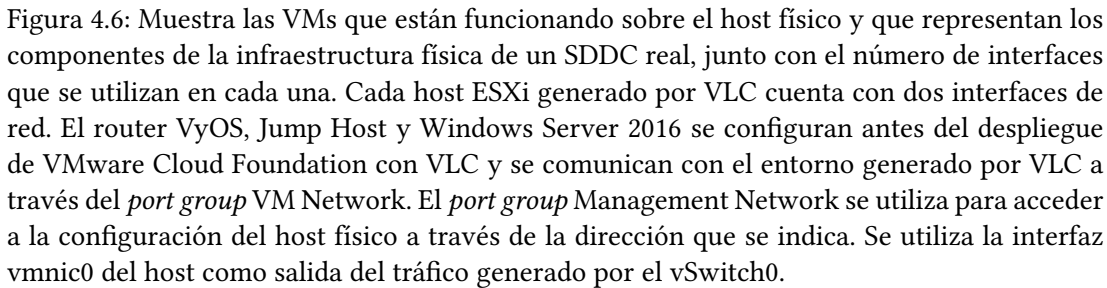 Figura 4.6: Muestra las VMs que están funcionando sobre el host físico y que representan los
componentes de la infraestructura física de un SDDC real, junto con el número de interfaces
que se utilizan en cada una. Cada host ESXi generado por VLC cuenta con dos interfaces de
red. El router VyOS, Jump Host y Windows Server 2016 se configuran antes del despliegue
de VMware Cloud Foundation con VLC y se comunican con el entorno generado por VLC a
través del port group VM Network. El port group Management Network se utiliza para acceder
a la configuración del host físico a través de la dirección que se indica. Se utiliza la interfaz
vmnic0 del host como salida del tráfico generado por el vSwitch0.